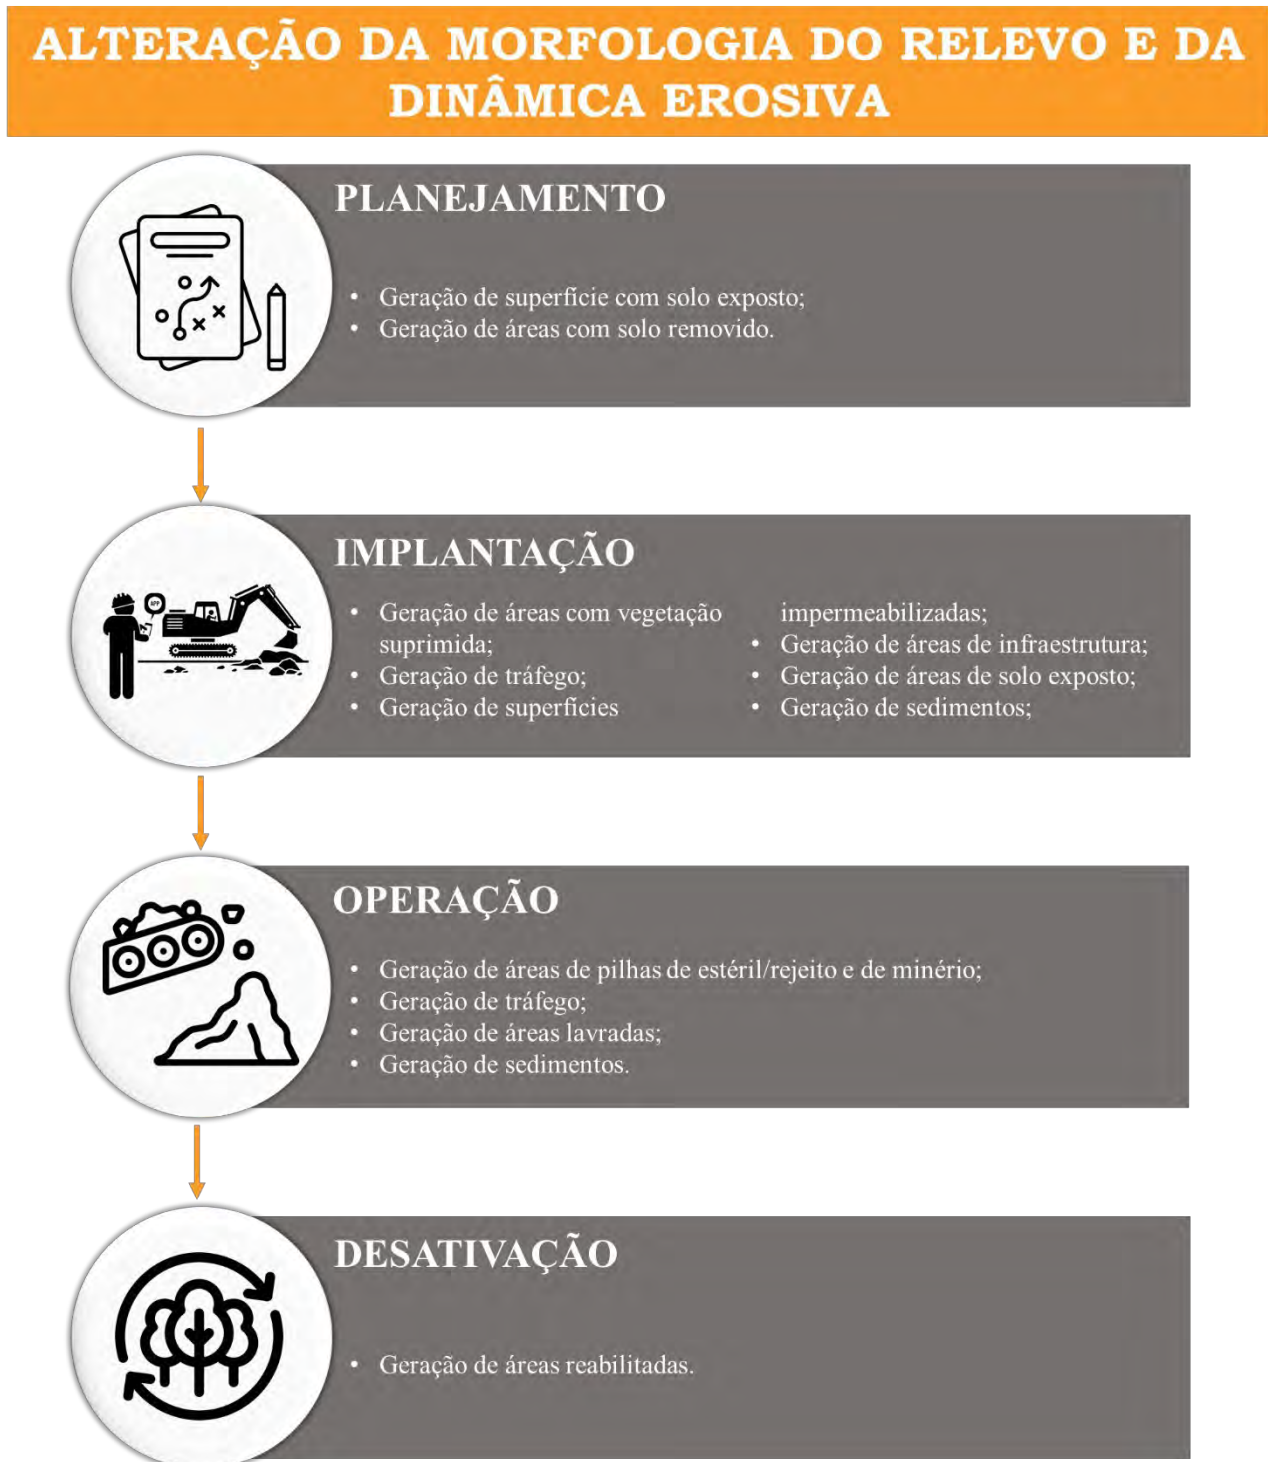 ALTERAÇÃO DA MORFOLOGIA DO RELEVO E DA
DINÂMICA EROSIVA
PLANEJAMENTO
• Geração de superfície com solo exposto;
• Geração de áreas com solo removido.
IMPLANTAÇÃO
• Geração de áreas com vegetação
suprimida;
• Geração de tráfego;
• Geração de superfícies
impermeabilizadas;
• Geração de áreas de infraestrutura;
• Geração de áreas de solo exposto;
• Geração de sedimentos;
OPERAÇÃO
• Geração de áreas de pilhas de estéril/rejeito e de minério;
• Geração de tráfego;
• Geração de áreas lavradas;
• Geração de sedimentos.
DESATIVAÇÃO
• Geração de áreas reabilitadas.